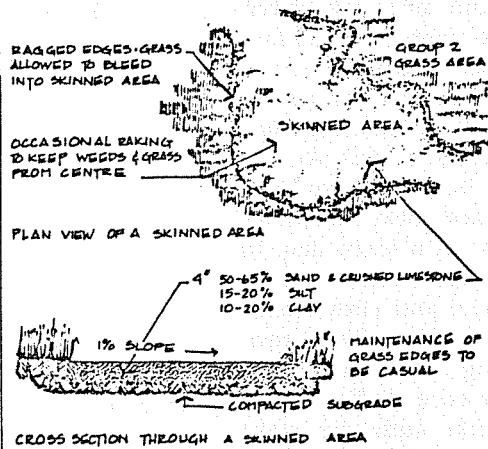 RAGGED EDGES·GRASS
ALLOWED TO BLEED
INTO SKINNED AREA
GROUP 2
GRASS AREA
SKINNED AREA
OCCASIONAL RAKING
TO KEEP WEEDS & GRASS
FROM CENTRE
PLAN VIEW OF A SKINNED AREA
4" 50-65% SAND & CRUSHED LIMESTONE
15-20% SILT
10-20% CLAY
1% SLOPE
MAINTENANCE OF
GRASS EDGES TO
BE CASUAL
COMPACTED SUBGRADE
CROSS SECTION THROUGH A SKINNED AREA